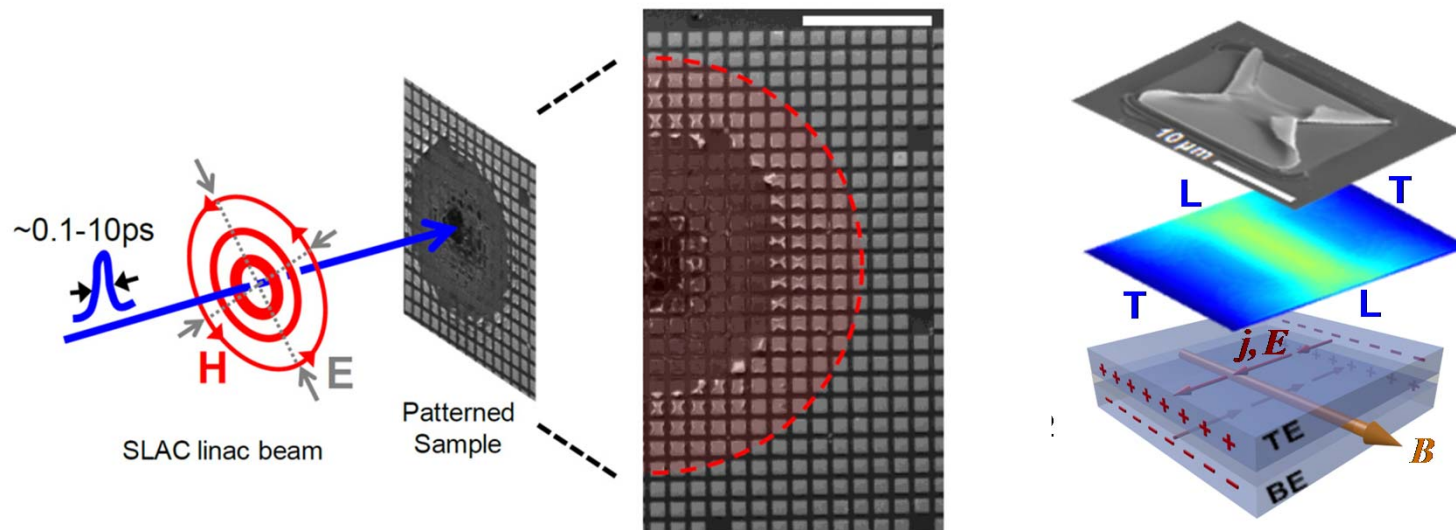 ~0.1-10ps
H
E
SLAC linac beam
Patterned
Sample
10 µm
L
T
T
L
j, E
TE
BE
B